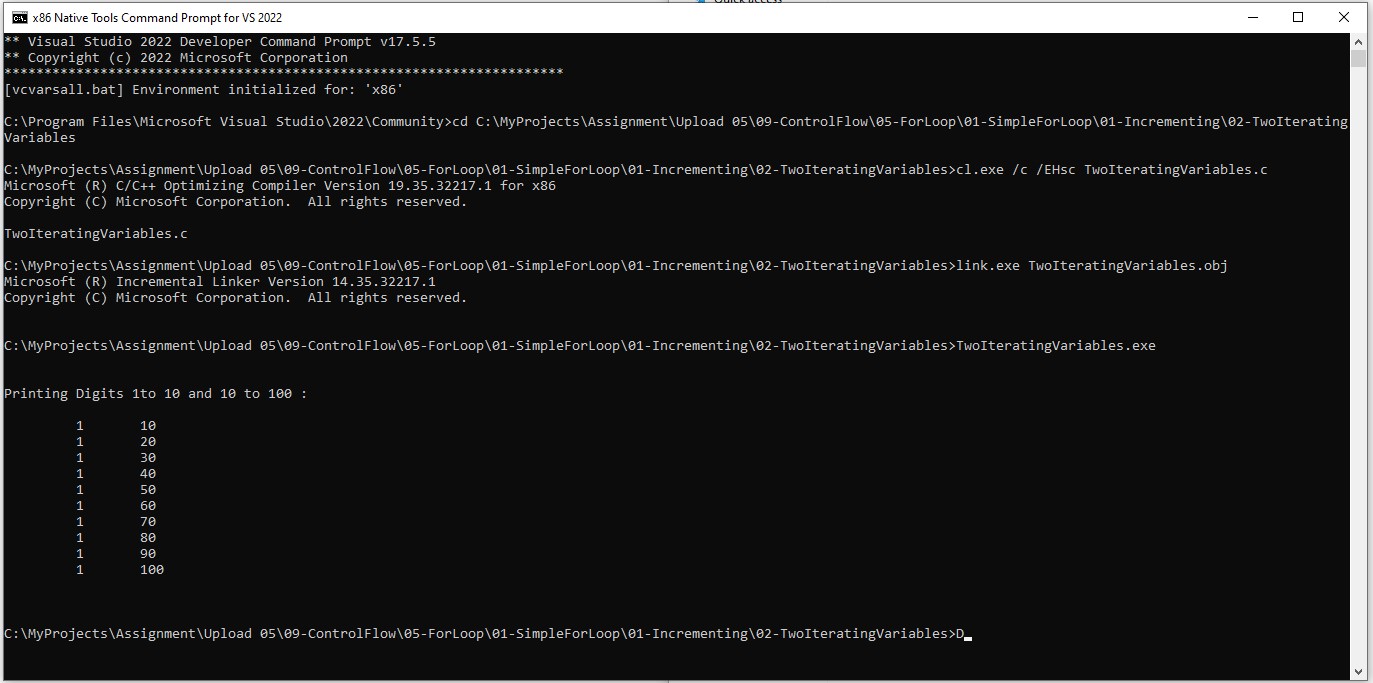 Quick access
x86 Native Tools Command Prompt for VS 2022
** Visual Studio 2022 Developer Command Prompt v17.5.5
** Copyright (c) 2022 Microsoft Corporation
**********************************************************************
[vcvarsall.bat] Environment initialized for: 'x86'
C:\Program Files\Microsoft Visual Studio\2022\Community>cd C:\MyProjects\Assignment\Upload 05\09-ControlFlow\05-ForLoop\01-SimpleForLoop\01-Incrementing\02-TwoIterating
Variables
C:\MyProjects\Assignment\Upload 05\09-ControlFlow\05-ForLoop\01-SimpleForLoop\01-Incrementing\02-TwoIteratingVariables>cl.exe /c /EHsc TwoIteratingVariables.c
Microsoft (R) C/C++ Optimizing Compiler Version 19.35.32217.1 for x86
Copyright (C) Microsoft Corporation.  All rights reserved.
TwoIteratingVariables.c
C:\MyProjects\Assignment\Upload 05\09-ControlFlow\05-ForLoop\01-SimpleForLoop\01-Incrementing\02-TwoIteratingVariables>link.exe TwoIteratingVariables.obj
Microsoft (R) Incremental Linker Version 14.35.32217.1
Copyright (C) Microsoft Corporation.  All rights reserved.
C:\MyProjects\Assignment\Upload 05\09-ControlFlow\05-ForLoop\01-SimpleForLoop\01-Incrementing\02-TwoIteratingVariables>TwoIteratingVariables.exe
Printing Digits 1to 10 and 10 to 100 :
1 10
1 20
1 30
1 40
1 50
1 60
1 70
1 80
1 90
1 100
C:\MyProjects\Assignment\Upload 05\09-ControlFlow\05-ForLoop\01-SimpleForLoop\01-Incrementing\02-TwoIteratingVariables>D